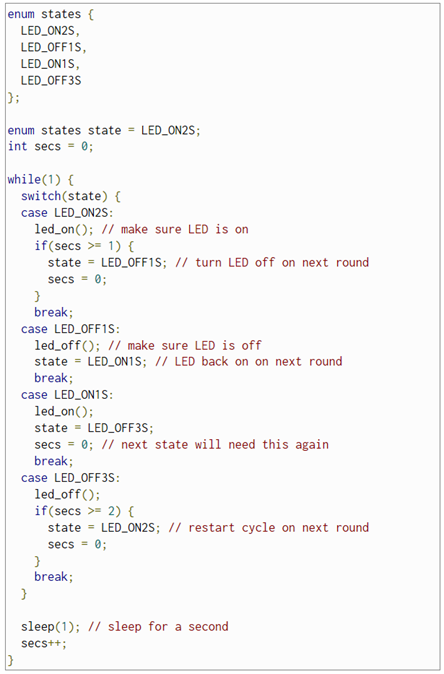 enum states {
  LED_ON2S,
  LED_OFF1S,
  LED_ON1S,
  LED_OFF3S
};

enum states state = LED_ON2S;
int secs = 0;

while(1) {
  switch(state) {
  case LED_ON2S:
    led_on(); // make sure LED is on
    if(secs >= 1) {
      state = LED_OFF1S; // turn LED off on next round
      secs = 0;
    }
    break;
  case LED_OFF1S:
    led_off(); // make sure LED is off
    state = LED_ON1S; // LED back on on next round
    break;
  case LED_ON1S:
    led_on();
    state = LED_OFF3S;
    secs = 0; // next state will need this again
    break;
  case LED_OFF3S:
    led_off();
    if(secs >= 2) {
      state = LED_ON2S; // restart cycle on next round
      secs = 0;
    }
    break;
  }

  sleep(1); // sleep for a second
  secs++;
}